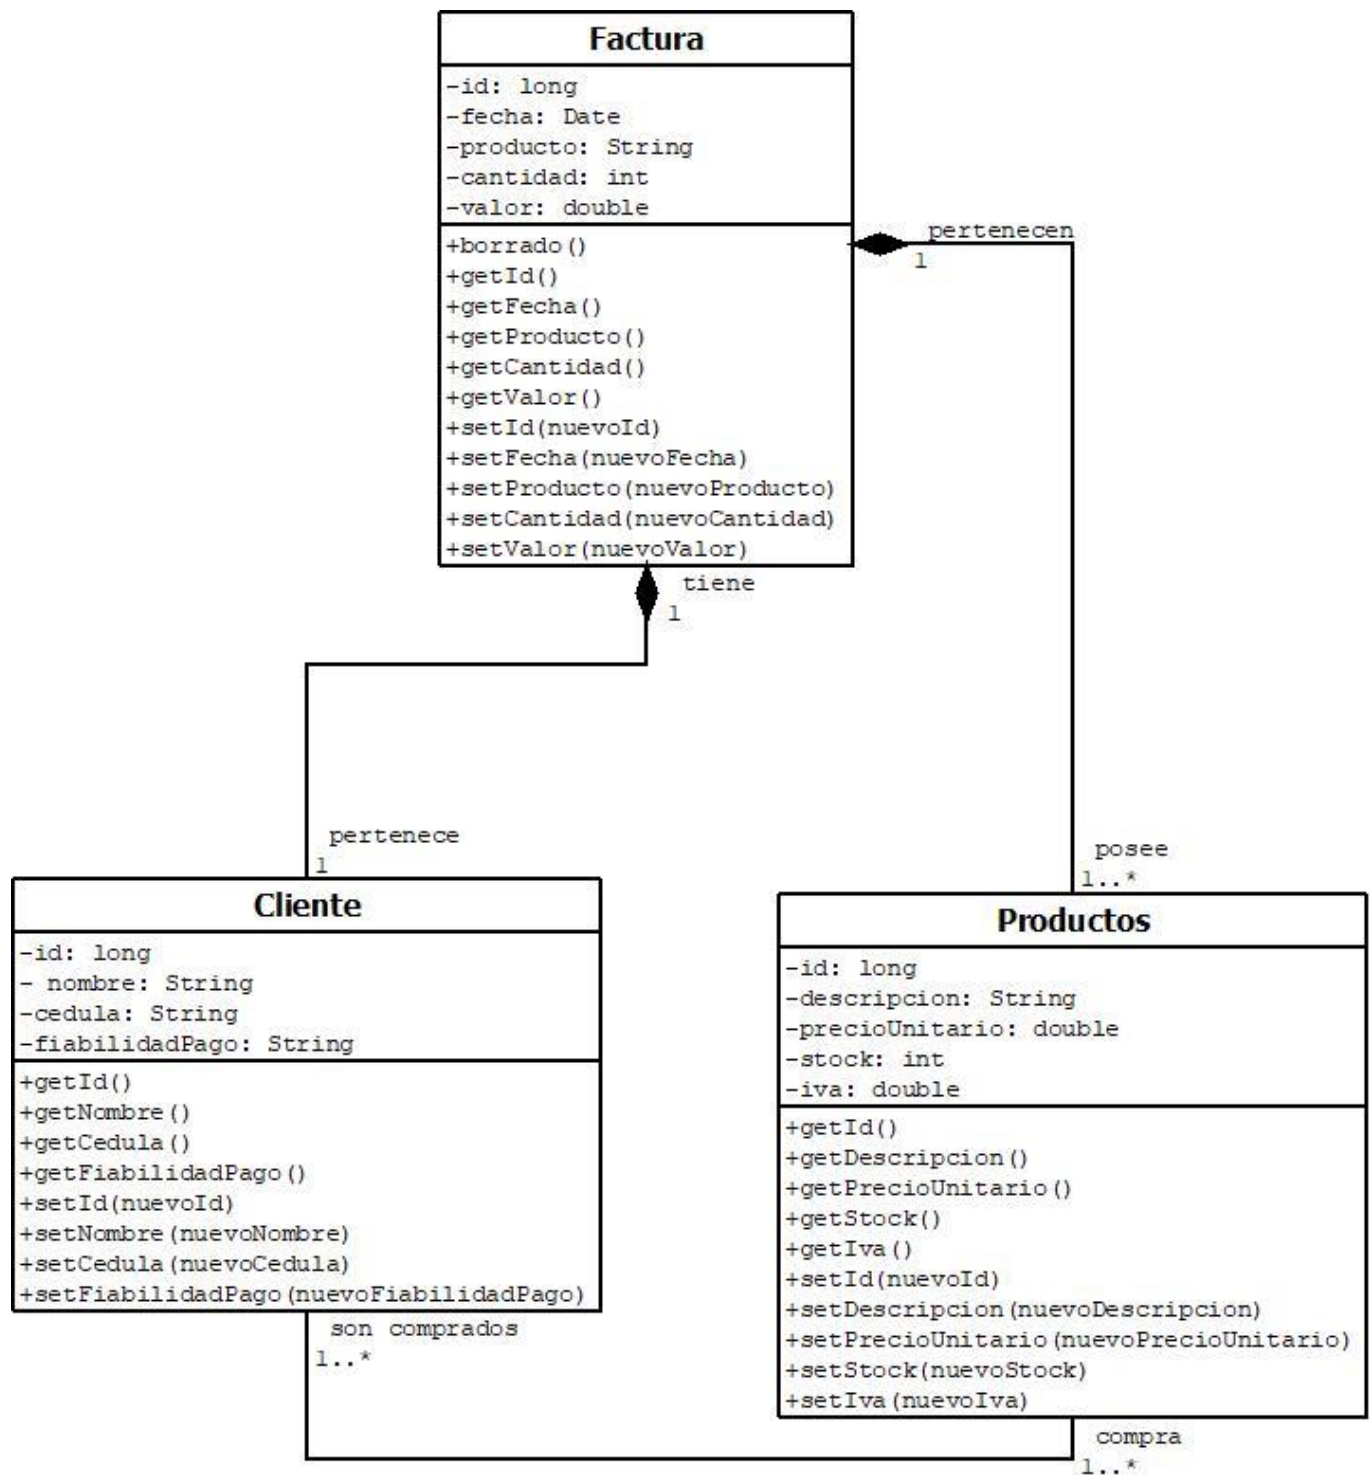 Factura
-id: long
-fecha: Date
-producto: String
-cantidad: int
-valor: double
+borrado()
+getId()
+getFecha()
+getProducto()
+getCantidad()
+getValor()
+setId(nuevoId)
+setFecha(nuevoFecha)
+setProducto(nuevoProducto)
+setCantidad(nuevoCantidad)
+setValor(nuevoValor)
pertenecen
1
tiene
1
pertenece
1
posee
1..*
Cliente
-id: long
- nombre: String
-cedula: String
-fiabilidadPago: String
+getId()
+getNombre()
+getCedula()
+getFiabilidadPago()
+setId(nuevoId)
+setNombre(nuevoNombre)
+setCedula(nuevoCedula)
+setFiabilidadPago(nuevoFiabilidadPago)
son comprados
1..*
Productos
-id: long
-descripcion: String
-precioUnitario: double
-stock: int
-iva: double
+getId()
+getDescripcion()
+getPrecioUnitario()
+getStock()
+getIva()
+setId(nuevoId)
+setDescripcion(nuevoDescripcion)
+setPrecioUnitario(nuevoPrecioUnitario)
+setStock(nuevoStock)
+setIva(nuevoIva)
compra
1..*